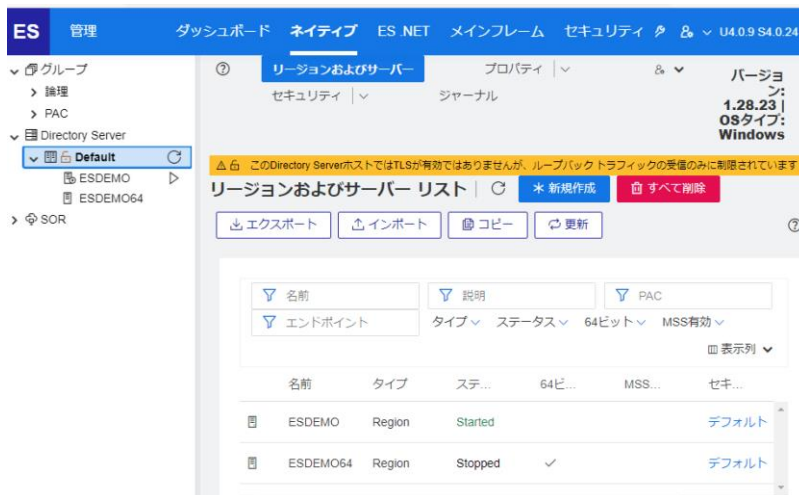 ES 管理 ダッシュボード ネイティブ ES .NET メインフレーム セキュリティ U4.0.9 S4.0.24
グループ
論理
PAC
Directory Server
Default
ESDEMO
ESDEMO64
SOR
リージョンおよびサーバー プロパティ
セキュリティ ジャーナル
バージョ
ン:
1.28.23 |
OSタイプ:
Windows
このDirectory ServerホストではTLSが有効ではありませんが、ループバック トラフィックの受信のみに制限されています
リージョンおよびサーバー リスト 新規作成 すべて削除
エクスポート インポート コピー 更新
名前 説明 PAC
エンドポイント タイプ ステータス 64ビット MSS有効
表示列
名前 タイプ ステ... 64ビ... MSS... セキ...
ESDEMO Region Started デフォルト
ESDEMO64 Region Stopped デフォルト